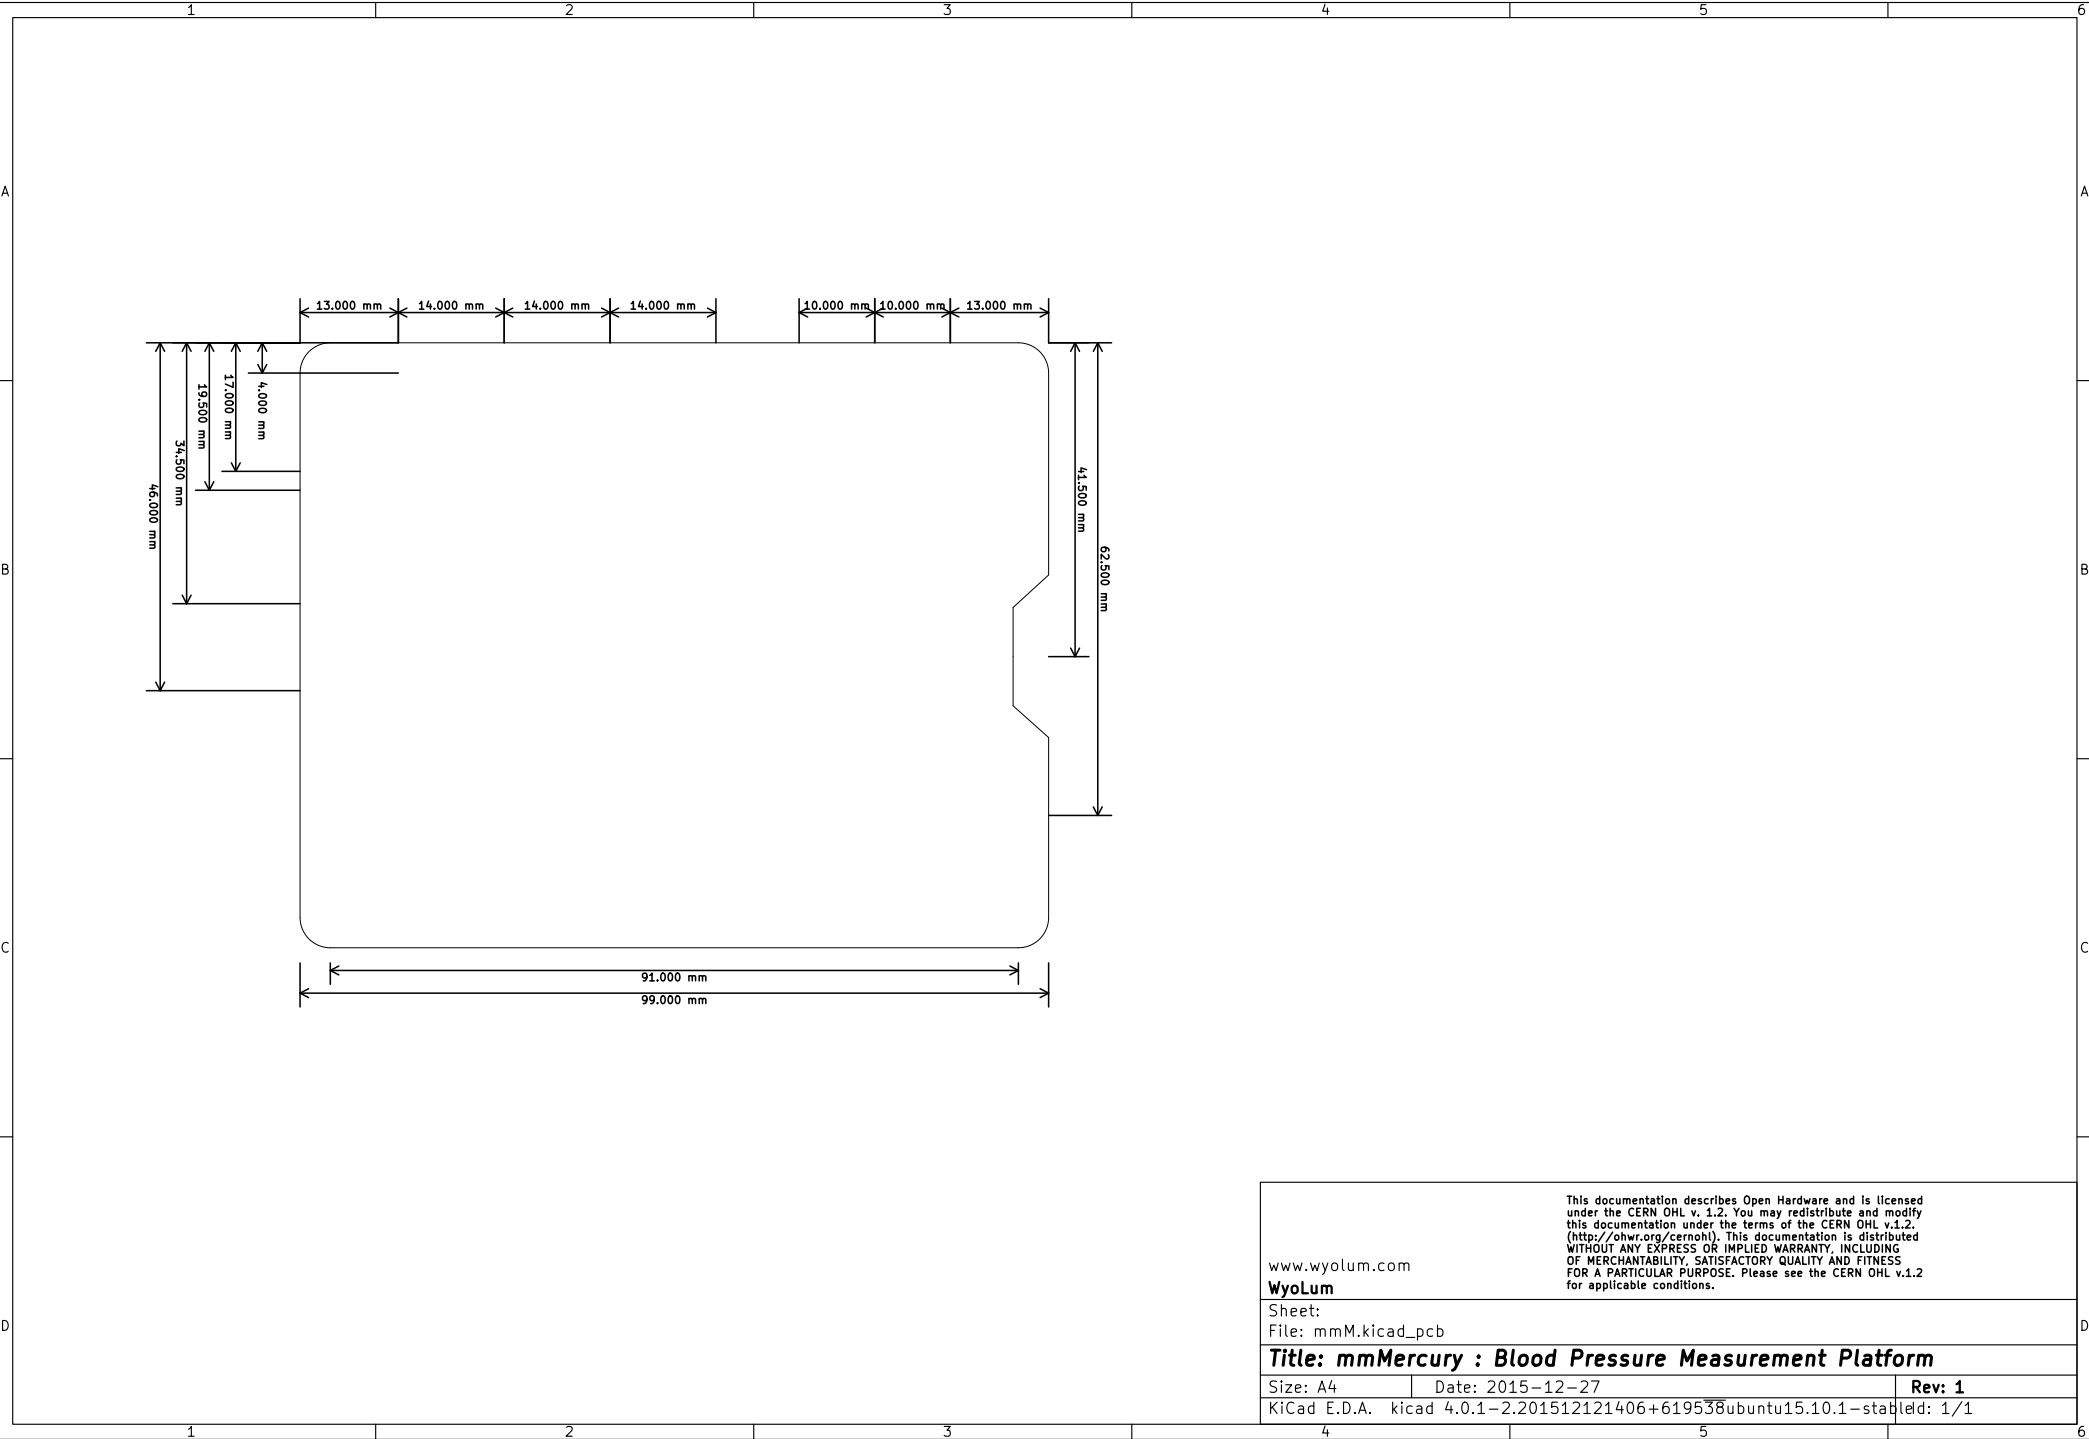 1 2 3 4 5 6
A A
13.000 mm 14.000 mm 14.000 mm 14.000 mm 10.000 mm 10.000 mm 13.000 mm
4.000 mm
17.000 mm
19.500 mm
34.500 mm
46.000 mm
41.500 mm
62.500 mm
B B
C C
91.000 mm
99.000 mm
This documentation describes Open Hardware and is licensed
under the CERN OHL v. 1.2. You may redistribute and modify
this documentation under the terms of the CERN OHL v.1.2.
(http://ohwr.org/cernohl). This documentation is distributed
WITHOUT ANY EXPRESS OR IMPLIED WARRANTY, INCLUDING
OF MERCHANTABILITY, SATISFACTORY QUALITY AND FITNESS
FOR A PARTICULAR PURPOSE. Please see the CERN OHL v.1.2
for applicable conditions.
www.wyolum.com
WyoLum
Sheet:
File: mmM.kicad_pcb
D D
Title: mmMercury : Blood Pressure Measurement Platform
Size: A4 Date: 2015-12-27 Rev: 1
KiCad E.D.A. kicad 4.0.1-2.201512121406+619538ubuntu15.10.1-stable Id: 1/1
1 2 3 4 5 6